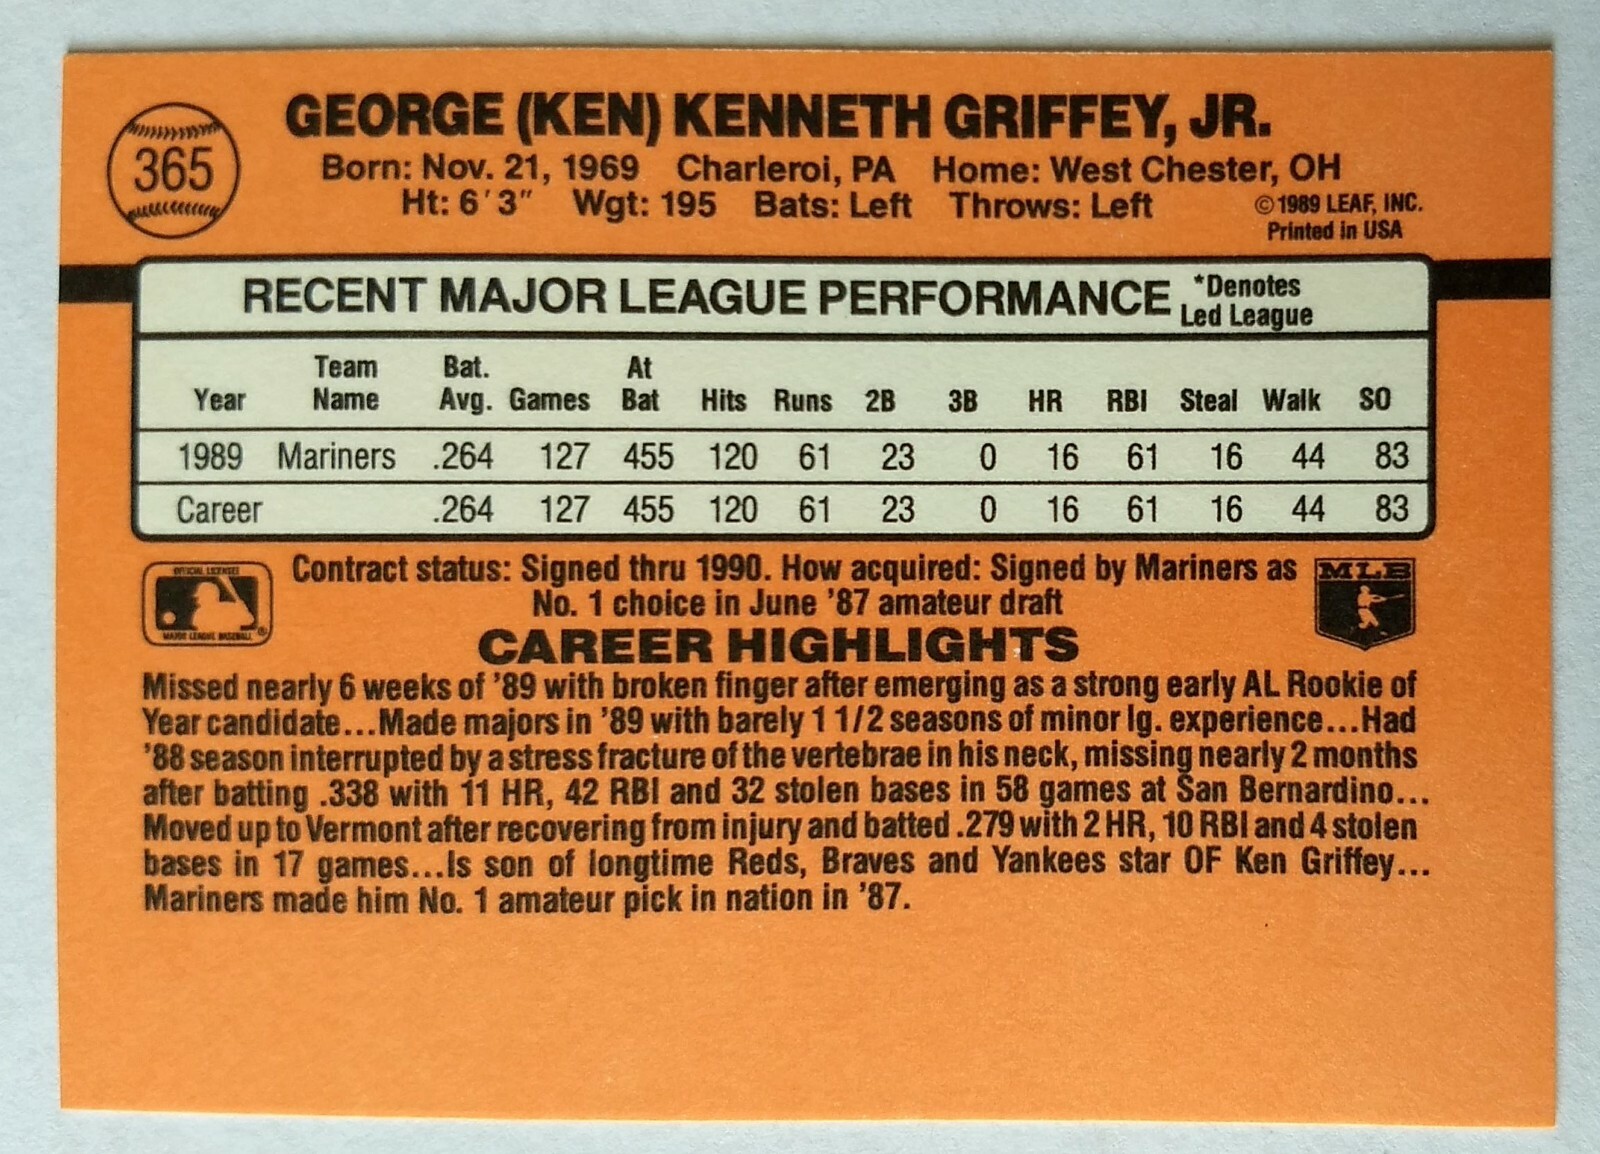 GEORGE (KEN) KENNETH GRIFFEY, JR.
365
Born: Nov. 21, 1969 Charleroi, PA Home: West Chester, OH
Ht: 6'3" Wgt: 195 Bats: Left Throws: Left
©1989 LEAF, INC.
Printed in USA
RECENT MAJOR LEAGUE PERFORMANCE *Denotes
Led League
Year Team Name Bat. Avg. Games At Bat Hits Runs 2B 3B HR RBI Steal Walk SO
1989 Mariners .264 127 455 120 61 23 0 16 61 16 44 83
Career .264 127 455 120 61 23 0 16 61 16 44 83
OFFICIAL LICENSEE
MAJOR LEAGUE BASEBALL®
Contract status: Signed thru 1990. How acquired: Signed by Mariners as
No. 1 choice in June '87 amateur draft
MLB
CAREER HIGHLIGHTS
Missed nearly 6 weeks of '89 with broken finger after emerging as a strong early AL Rookie of
Year candidate...Made majors in '89 with barely 1 1/2 seasons of minor lg. experience...Had
'88 season interrupted by a stress fracture of the vertebrae in his neck, missing nearly 2 months
after batting .338 with 11 HR, 42 RBI and 32 stolen bases in 58 games at San Bernardino...
Moved up to Vermont after recovering from injury and batted .279 with 2 HR, 10 RBI and 4 stolen
bases in 17 games...Is son of longtime Reds, Braves and Yankees star OF Ken Griffey...
Mariners made him No. 1 amateur pick in nation in '87.